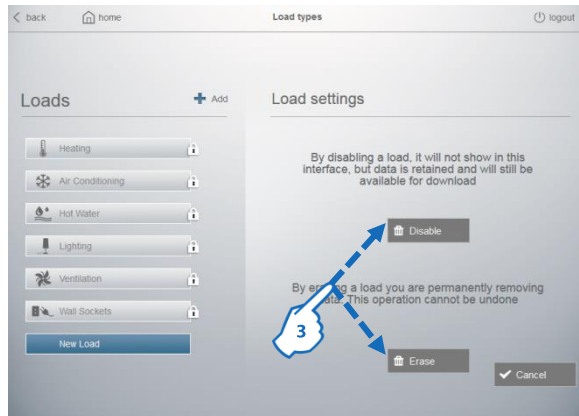 back
home
Load types
logout
Loads
Add
Load settings
Heating
Air Conditioning
Hot Water
Lighting
Ventilation
Wall Sockets
New Load
By disabling a load, it will not show in this
interface, but data is retained and will still be
available for download
Disable
By a load you are permanently removing
This operation cannot be undone
3
Erase
Cancel